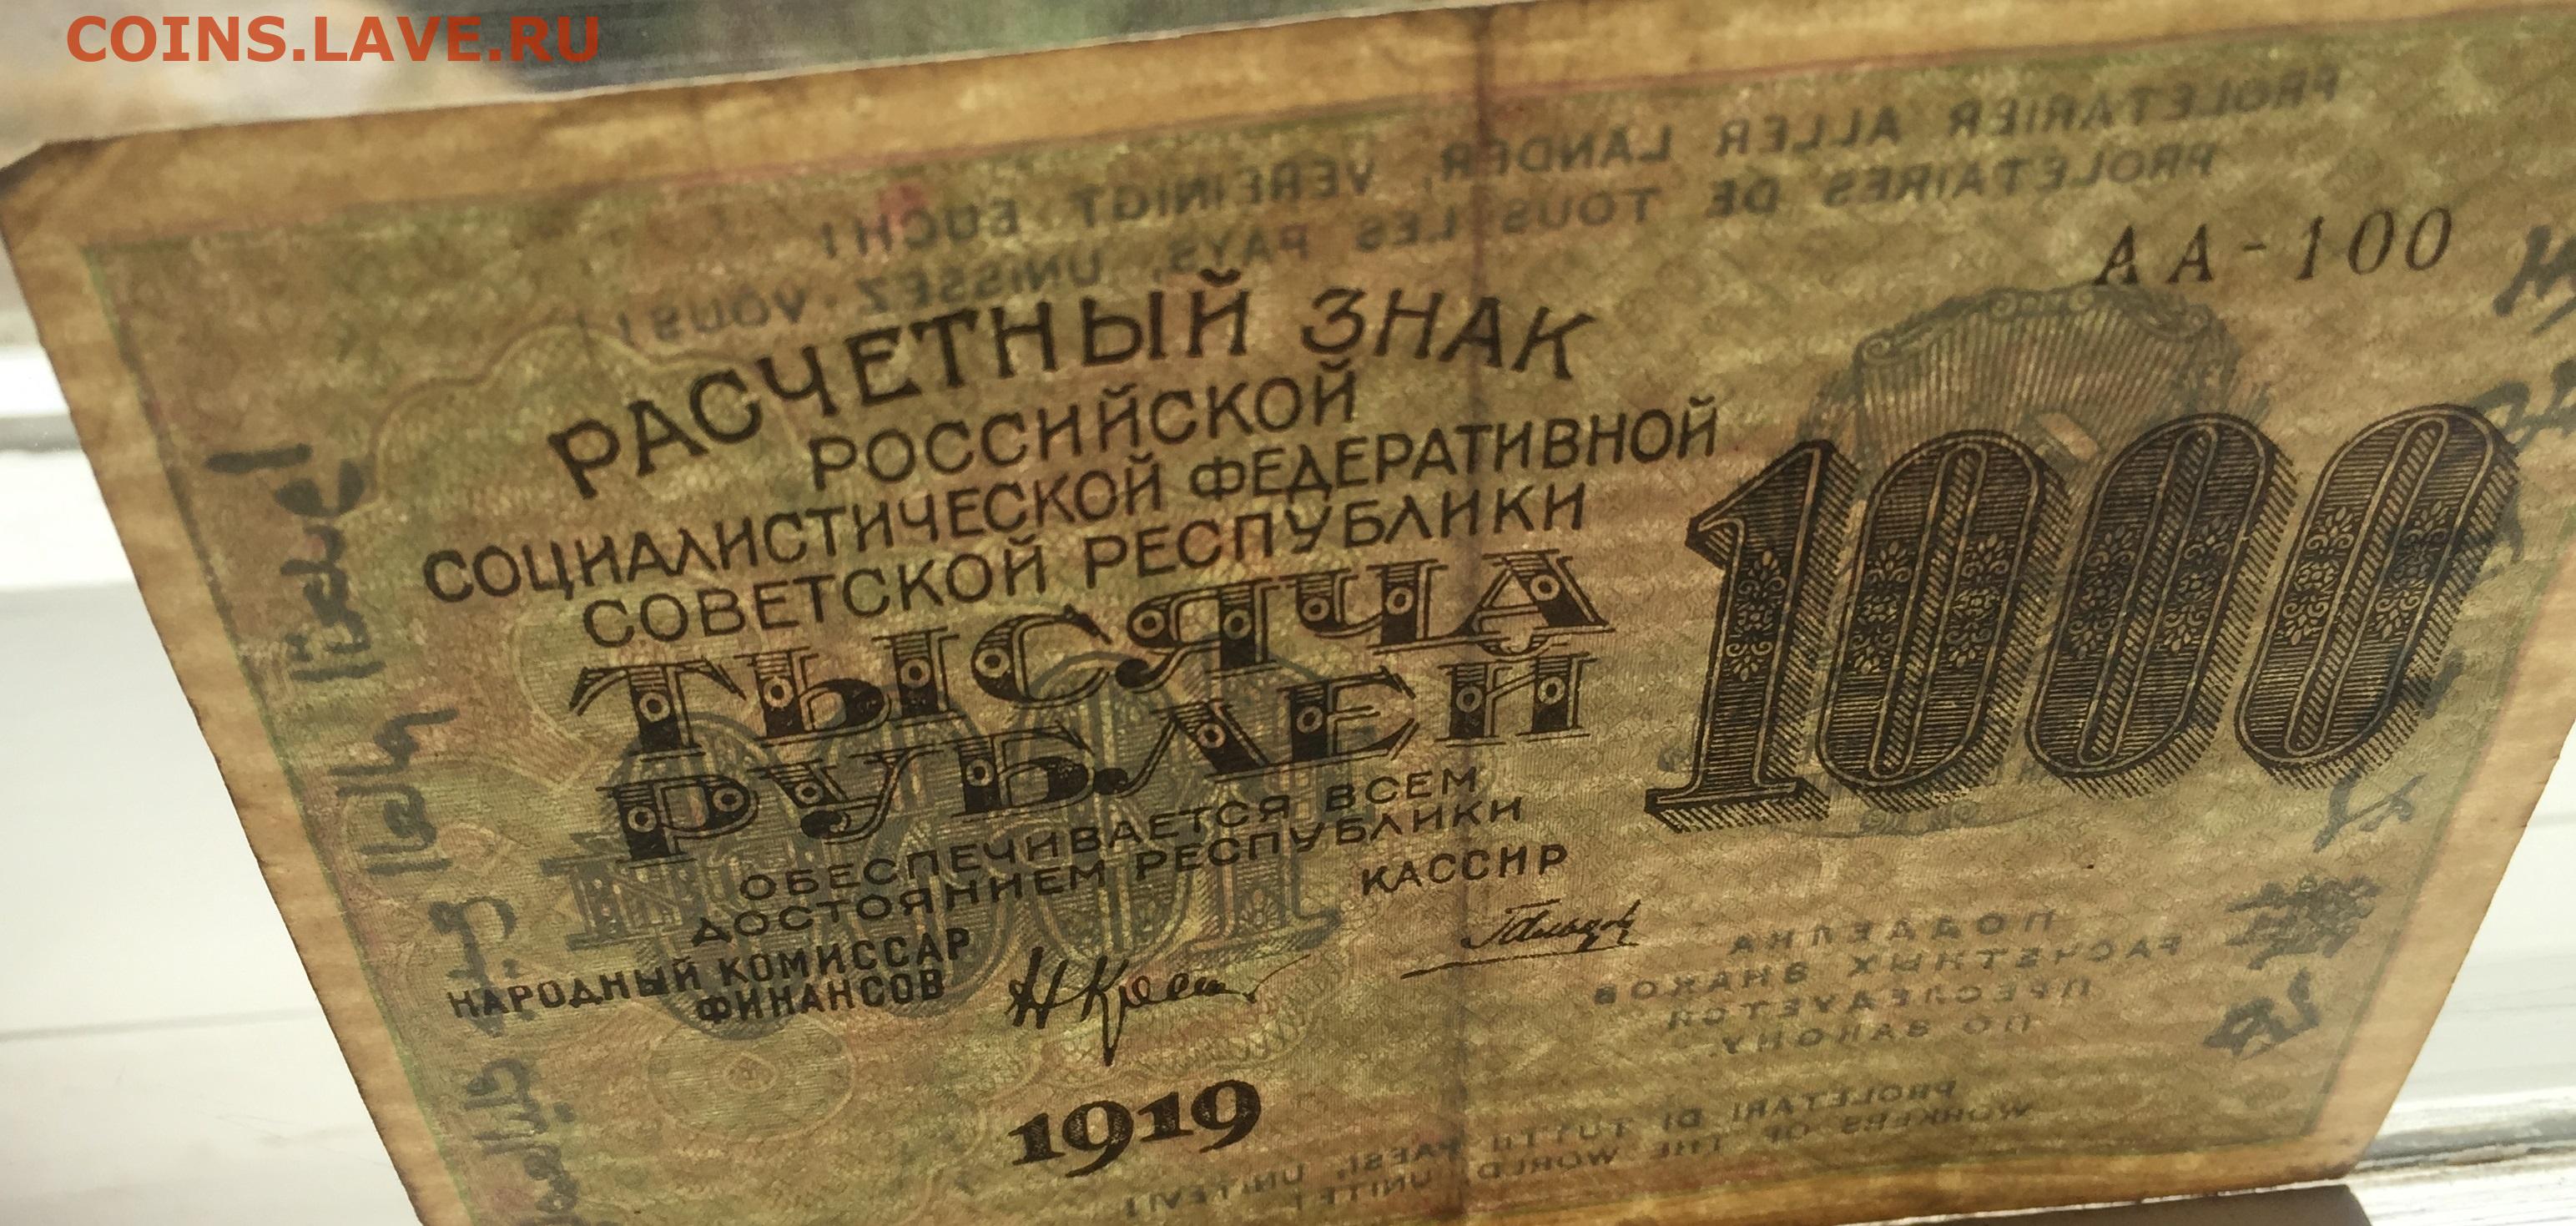 COINS.LAVE.RU
PROLETARIER ALLER LÄNDER, VEREINIGT EUCH!
PROLETAIRES DE TOUS LES PAYS, UNISSEZ-VOUS!
АА-100
РАСЧЕТНЫЙ ЗНАК
РОССИЙСКОЙ
СОЦИАЛИСТИЧЕСКОЙ ФЕДЕРАТИВНОЙ
СОВЕТСКОЙ РЕСПУБЛИКИ
ТЫСЯЧА
РУБЛЕЙ
1000
ОБЕСПЕЧИВАЕТСЯ ВСЕМ
ДОСТОЯНИЕМ РЕСПУБЛИКИ
НАРОДНЫЙ КОМИССАР
ФИНАНСОВ
КАССИР
1919
1000
ПОДДЕЛКА
РАСЧЕТНЫХ ЗНАКОВ
ПРЕСЛЕДУЕТСЯ
ПО ЗАКОНУ.
PROLETARI DI TUTTI I PAESI, UNITEVI!
WORKERS OF THE WORLD, UNITE!